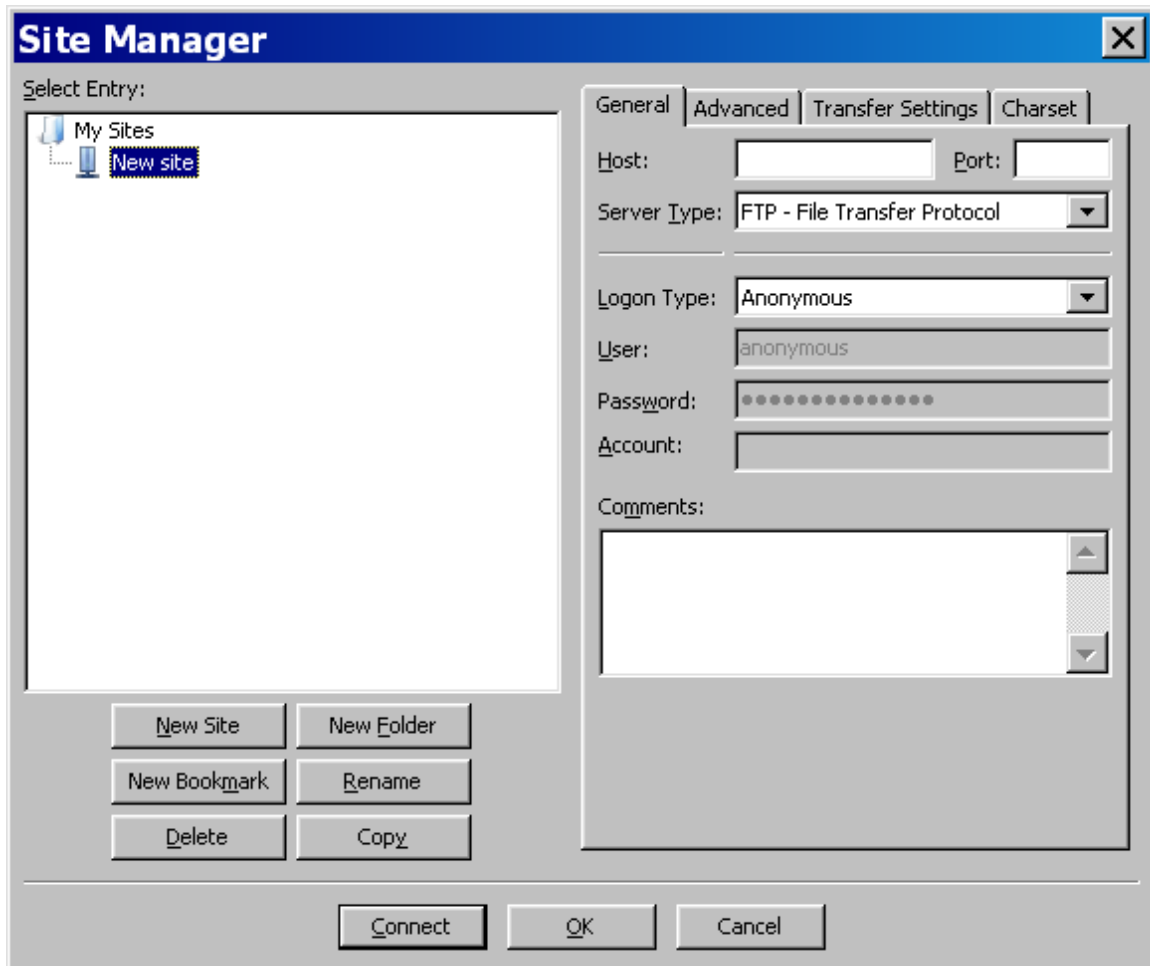 Site Manager
Select Entry:
My Sites
New site
New Site
New Folder
New Bookmark
Rename
Delete
Copy
General
Advanced
Transfer Settings
Charset
Host:
Port:
Server Type:
FTP - File Transfer Protocol
Logon Type:
Anonymous
User:
anonymous
Password:
●●●●●●●●●●●●●●
Account:
Comments:
Connect
OK
Cancel